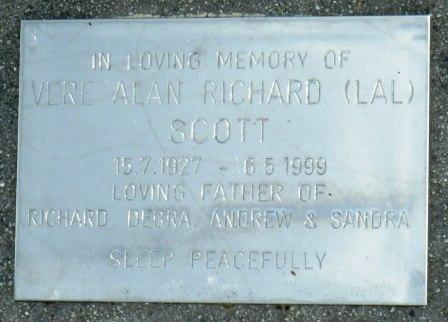 IN LOVING MEMORY OF
VERE ALAN RICHARD (LAL)
SCOTT
15.7.1927 - 6.5.1999
LOVING FATHER OF
RICHARD, DEBRA, ANDREW & SANDRA
SLEEP PEACEFULLY